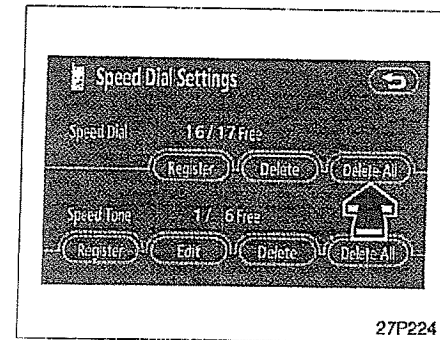 Speed Dial Settings
Speed Dial 16/17 Free
Register Delete Delete All
Speed Tone 1/ 6 Free
Register Edit Delete Delete All
27P224